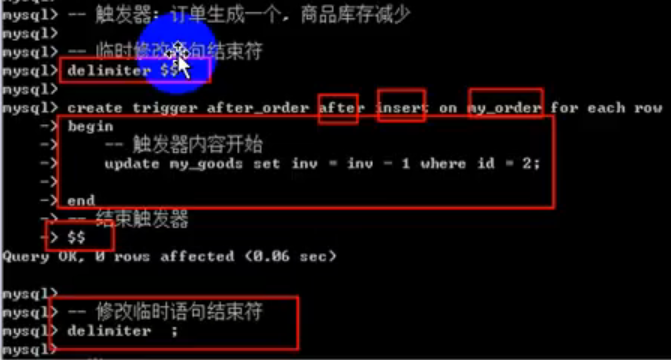 mysql> -- 触发器: 订单生成一个, 商品库存减少
mysql>
mysql> -- 临时修改语句结束符
mysql> delimiter $$
mysql>
mysql> create trigger after_order after insert on my_order for each row
-> begin
-> -- 触发器内容开始
-> update my_goods set inv = inv - 1 where id = 2;
->
-> end
-> -- 结束触发器
-> $$
Query OK, 0 rows affected (0.06 sec)
mysql>
mysql>
mysql> -- 修改临时语句结束符
mysql> delimiter ;
mysql>